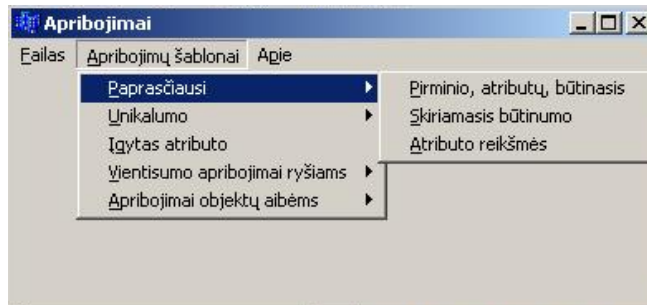 Apribojimai
Failas Apribojimų šablonai Apie
Paprasčiausi
Unikalumo
Įgytas atributo
Vientisumo apribojimai ryšiams
Apribojimai objektų aibėms
Pirminio, atributų, būtinasis
Skiriamasis būtinumo
Atributo reikšmės